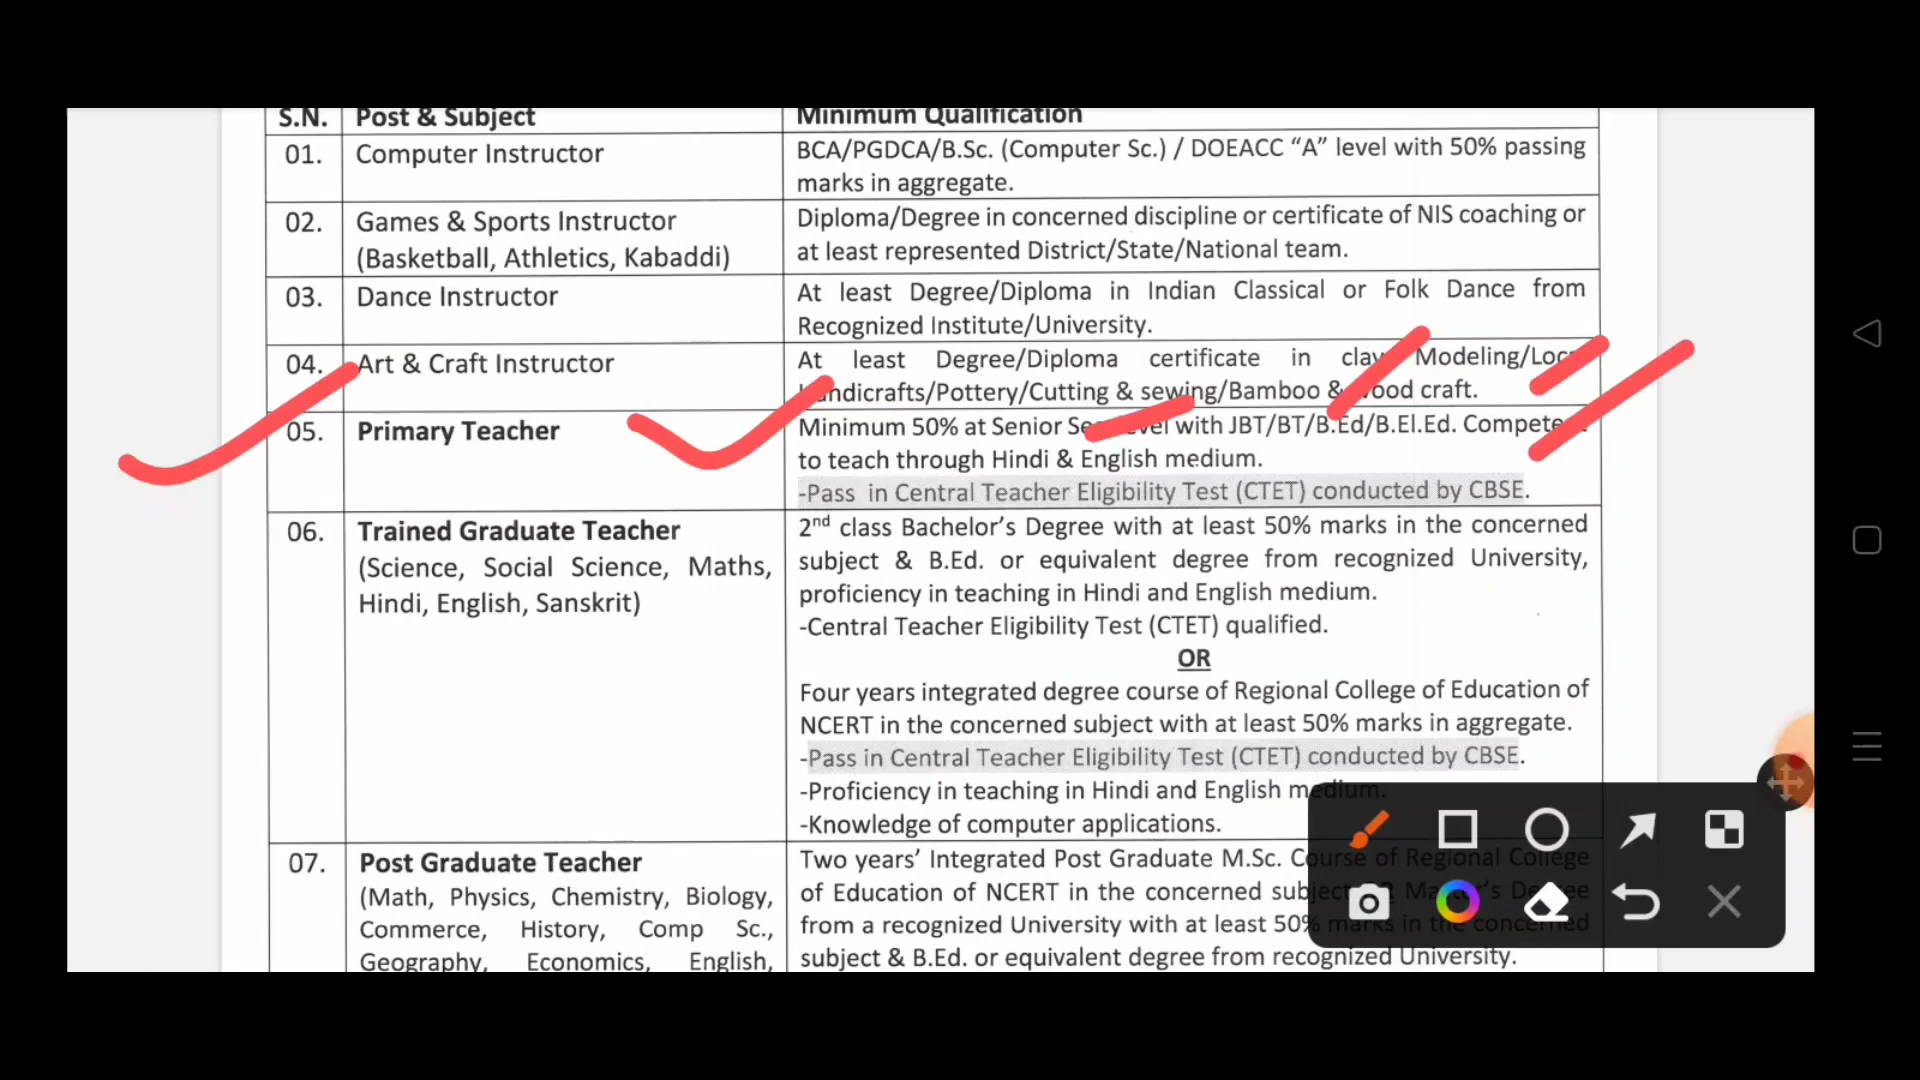 S.N. Post & Subject Minimum Qualification
01. Computer Instructor BCA/PGDCA/B.Sc. (Computer Sc.) / DOEACC “A” level with 50% passing
marks in aggregate.
02. Games & Sports Instructor Diploma/Degree in concerned discipline or certificate of NIS coaching or
(Basketball, Athletics, Kabaddi) at least represented District/State/National team.
03. Dance Instructor At least Degree/Diploma in Indian Classical or Folk Dance from
Recognized Institute/University.
04. Art & Craft Instructor At least Degree/Diploma certificate in clay Modeling/
/Pottery/Cutting & sewing/Bamboo & wood craft.
05. Primary Teacher Minimum 50% at Senior with JBT/BT/B.Ed/B.El.Ed.
to teach through Hindi & English medium.
-Pass in Central Teacher Eligibility Test (CTET) conducted by CBSE.
06. Trained Graduate Teacher 2nd class Bachelor’s Degree with at least 50% marks in the concerned
(Science, Social Science, Maths, subject & B.Ed. or equivalent degree from recognized University,
Hindi, English, Sanskrit) proficiency in teaching in Hindi and English medium.
-Central Teacher Eligibility Test (CTET) qualified.
OR
Four years integrated degree course of Regional College of Education of
NCERT in the concerned subject with at least 50% marks in aggregate.
-Pass in Central Teacher Eligibility Test (CTET) conducted by CBSE.
-Proficiency in teaching in Hindi and English medium.
-Knowledge of computer applications.
07. Post Graduate Teacher Two years’ Integrated Post Graduate M.Sc. Course of Regional College
(Math, Physics, Chemistry, Biology, of Education of NCERT in the concerned
Commerce, History, Comp Sc., from a recognized University with at least 50% marks in the concerned
Geography, Economics, English, subject & B.Ed. or equivalent degree from recognized University.